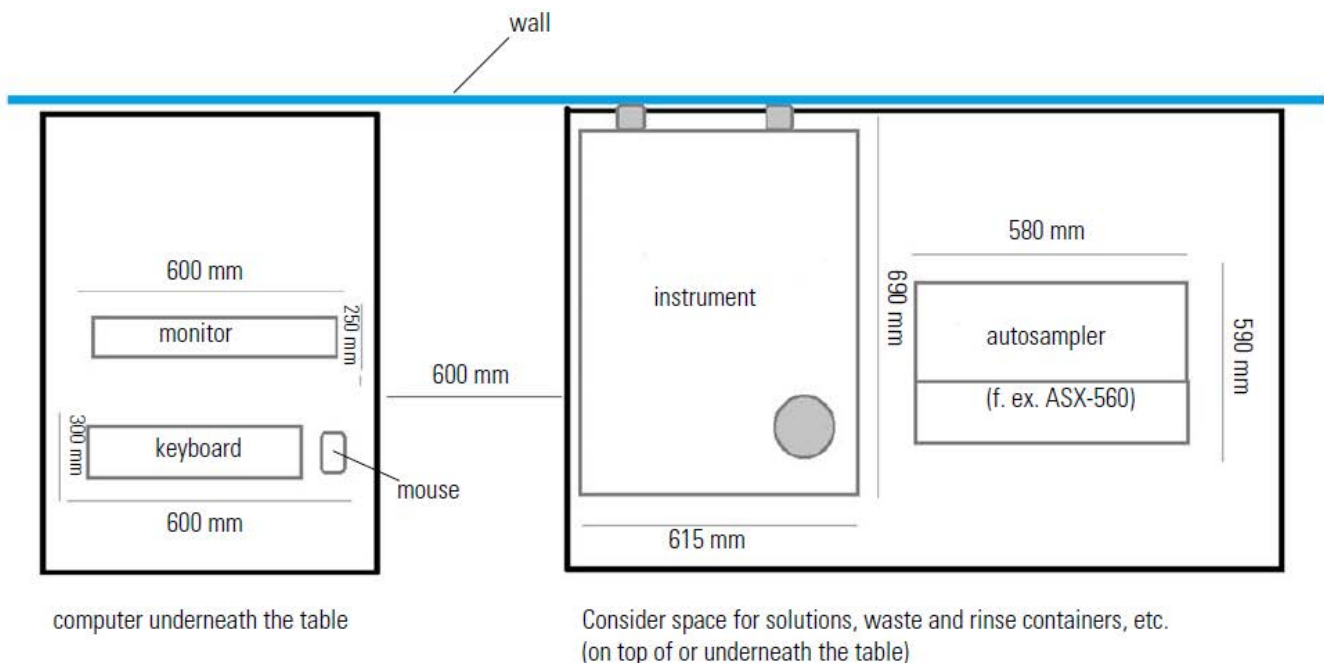 wall
600 mm
monitor
250 mm
300 mm
keyboard
mouse
600 mm
600 mm
instrument
690 mm
615 mm
580 mm
autosampler
(f. ex. ASX-560)
590 mm
computer underneath the table
Consider space for solutions, waste and rinse containers, etc.
(on top of or underneath the table)